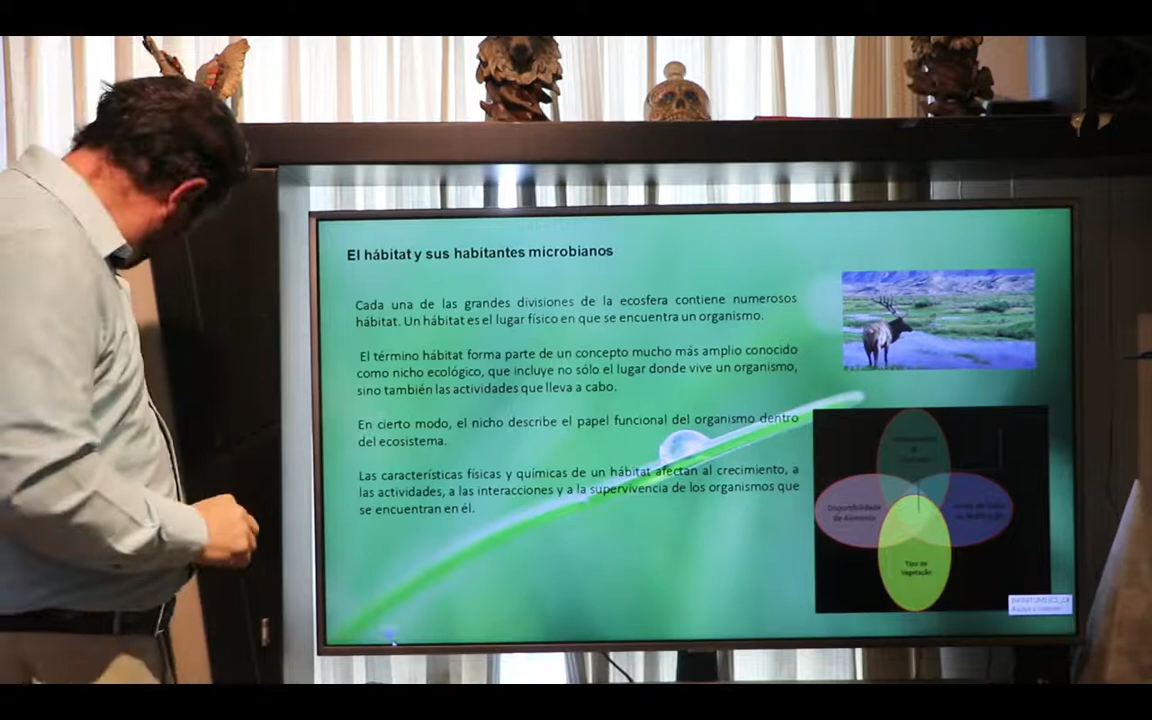 El hábitat y sus habitantes microbianos
Cada una de las grandes divisiones de la ecosfera contiene numerosos
hábitat. Un hábitat es el lugar físico en que se encuentra un organismo.
El término hábitat forma parte de un concepto mucho más amplio conocido
como nicho ecológico, que incluye no sólo el lugar donde vive un organismo,
sino también las actividades que lleva a cabo.
En cierto modo, el nicho describe el papel funcional del organismo dentro
del ecosistema.
Las características físicas y químicas de un hábitat afectan al crecimiento, a
las actividades, a las interacciones y a la supervivencia de los organismos que
se encuentran en él.
Disponibilidade
de Alimento
Tipo de
Vegetação